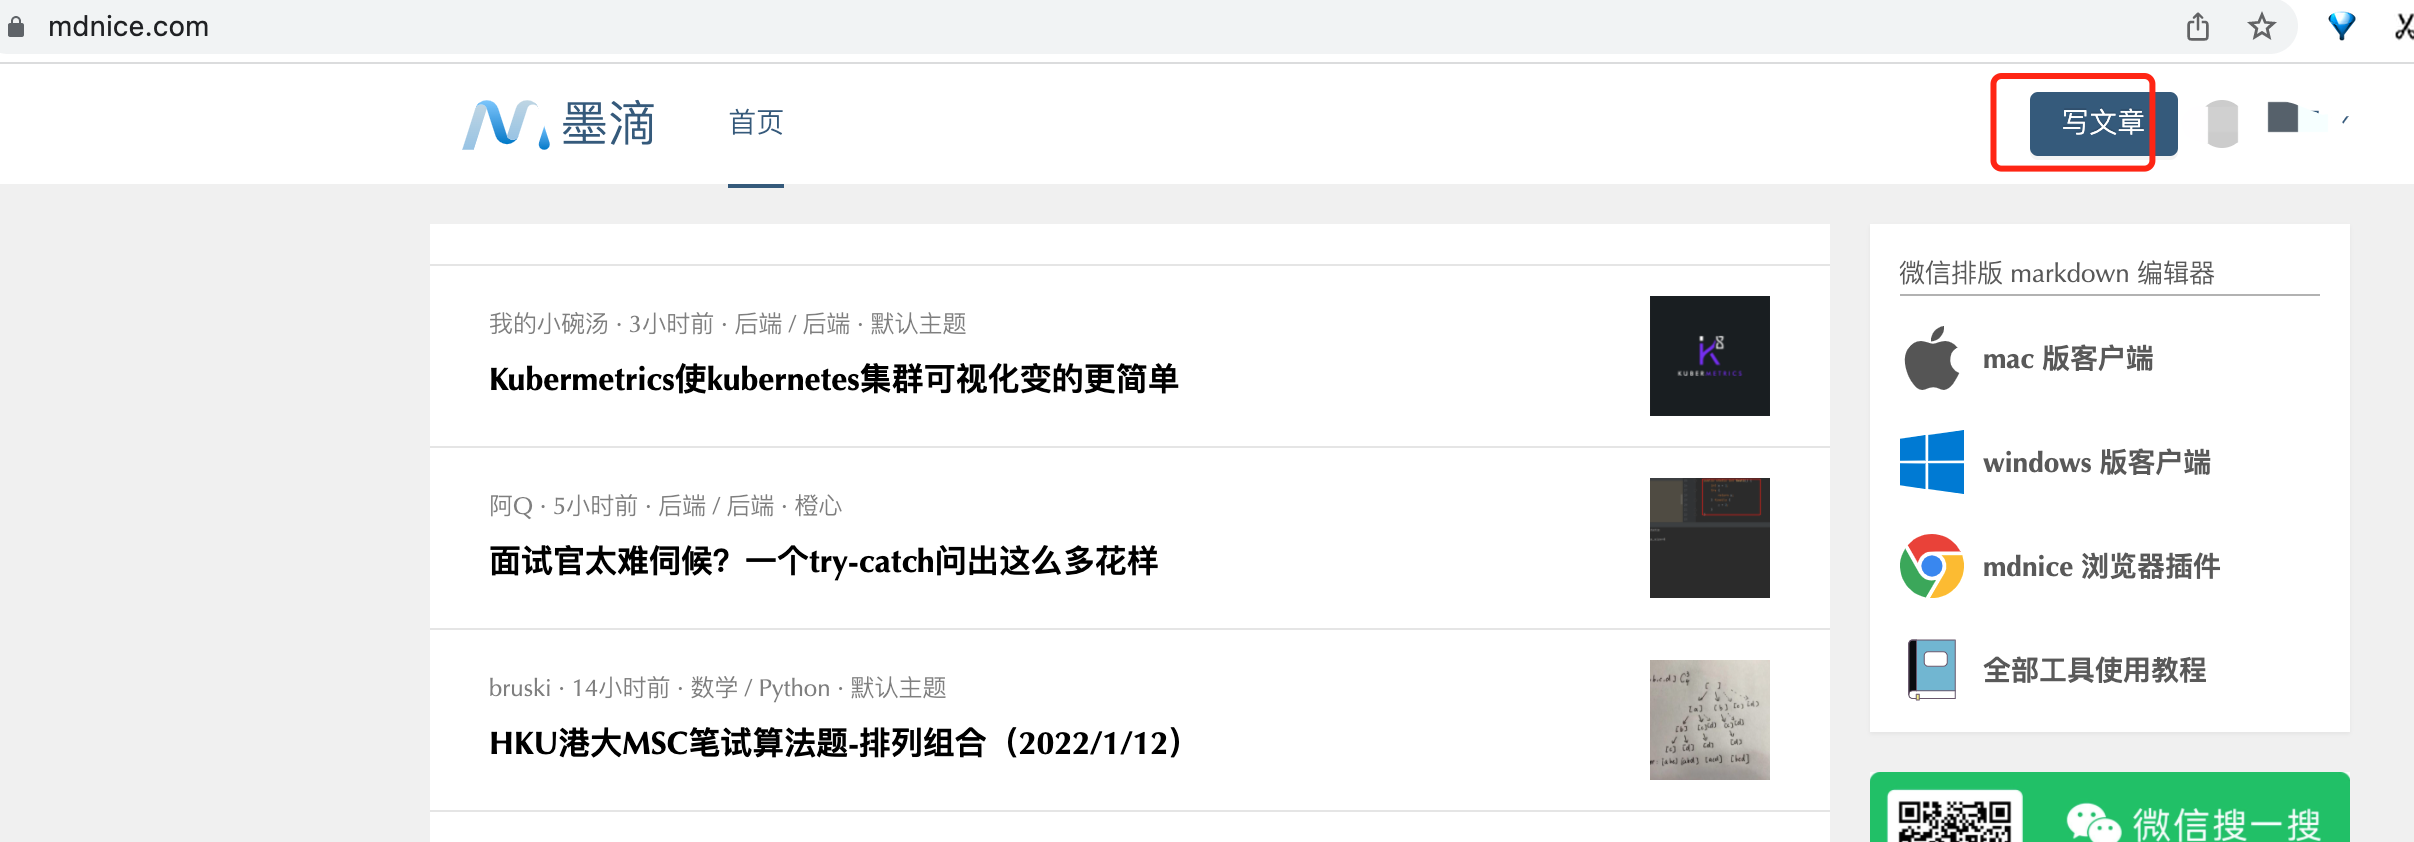 mdnice.com
墨滴
首页
写文章
我的小碗汤 · 3小时前 · 后端 / 后端 · 默认主题
Kubermetrics使kubernetes集群可视化变的更简单
KUBERMETRICS
阿Q · 5小时前 · 后端 / 后端 · 橙心
面试官太难伺候？一个try-catch问出这么多花样
bruski · 14小时前 · 数学 / Python · 默认主题
HKU港大MSC笔试算法题-排列组合（2022/1/12）
微信排版 markdown 编辑器
mac 版客户端
windows 版客户端
mdnice 浏览器插件
全部工具使用教程
微信搜一搜